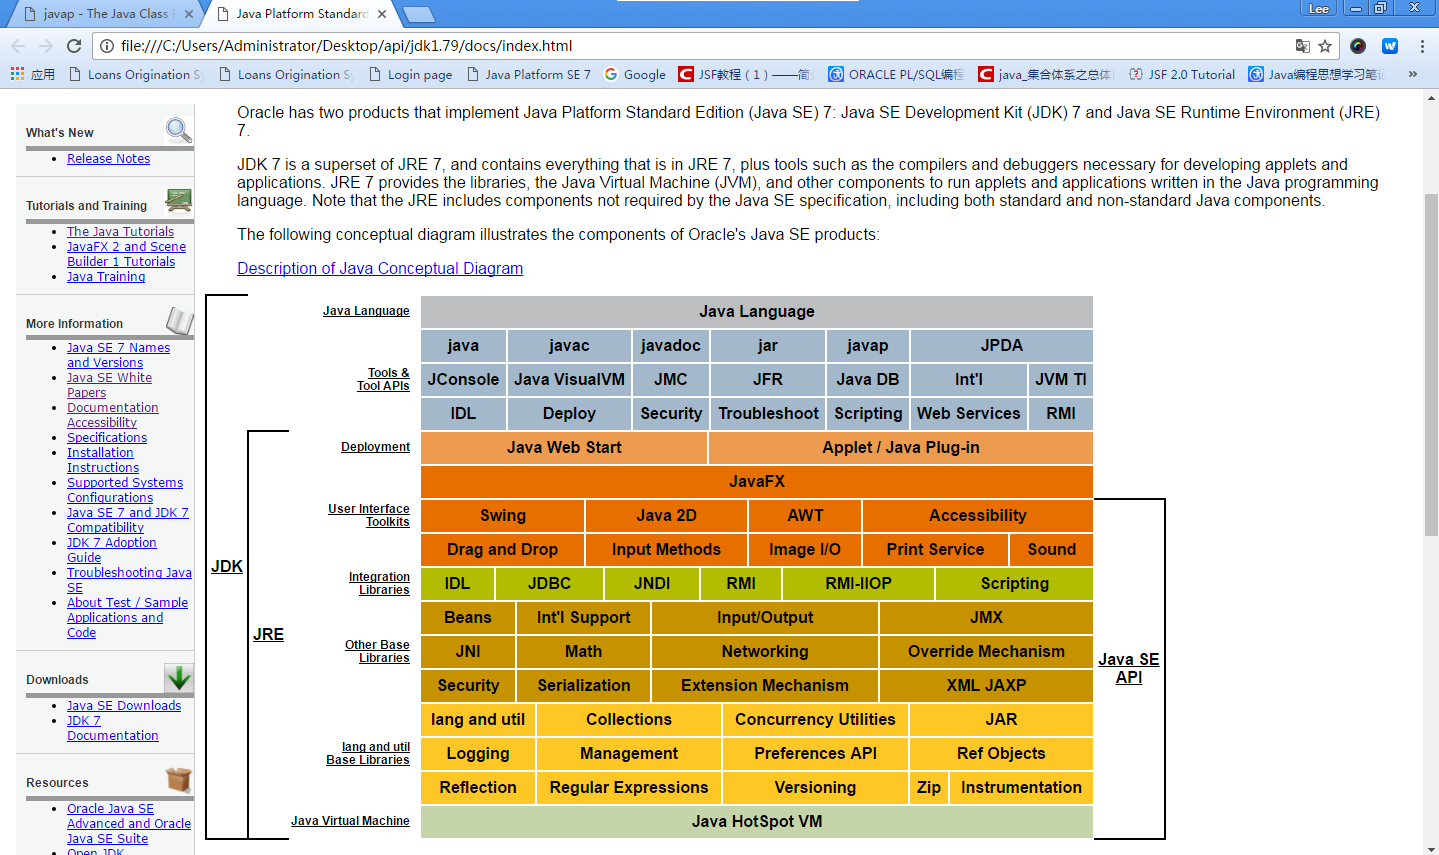 javap - The Java Class
Java Platform Standard
Lee
file:///C:/Users/Administrator/Desktop/api/jdk1.79/docs/index.html
应用
Loans Origination Sy
Loans Origination Sy
Login page
Java Platform SE 7
Google
JSF教程（1）——简
ORACLE PL/SQL编程
java_集合体系之总体
JSF 2.0 Tutorial
Java编程思想学习笔记
»
What's New
Release Notes
Tutorials and Training
The Java Tutorials
JavaFX 2 and Scene
Builder 1 Tutorials
Java Training
More Information
Java SE 7 Names
and Versions
Java SE White
Papers
Documentation
Accessibility
Specifications
Installation
Instructions
Supported Systems
Configurations
Java SE 7 and JDK 7
Compatibility
JDK 7 Adoption
Guide
Troubleshooting Java
SE
About Test / Sample
Applications and
Code
Downloads
Java SE Downloads
JDK 7
Documentation
Resources
Oracle Java SE
Advanced and Oracle
Java SE Suite
Open JDK
Oracle has two products that implement Java Platform Standard Edition (Java SE) 7: Java SE Development Kit (JDK) 7 and Java SE Runtime Environment (JRE)
7.
JDK 7 is a superset of JRE 7, and contains everything that is in JRE 7, plus tools such as the compilers and debuggers necessary for developing applets and
applications. JRE 7 provides the libraries, the Java Virtual Machine (JVM), and other components to run applets and applications written in the Java programming
language. Note that the JRE includes components not required by the Java SE specification, including both standard and non-standard Java components.
The following conceptual diagram illustrates the components of Oracle's Java SE products:
Description of Java Conceptual Diagram
Java Language Java Language
java javac javadoc jar javap JPDA
Tools &
Tool APIs
JConsole Java VisualVM JMC JFR Java DB Int'l JVM TI
IDL Deploy Security Troubleshoot Scripting Web Services RMI
Deployment Java Web Start Applet / Java Plug-in
JavaFX
User Interface
Toolkits
Swing Java 2D AWT Accessibility
Drag and Drop Input Methods Image I/O Print Service Sound
JDK
Integration
Libraries
IDL JDBC JNDI RMI RMI-IIOP Scripting
Beans Int'l Support Input/Output JMX
JRE
Other Base
Libraries
JNI Math Networking Override Mechanism
Java SE
API
Security Serialization Extension Mechanism XML JAXP
lang and util Collections Concurrency Utilities JAR
lang and util
Base Libraries
Logging Management Preferences API Ref Objects
Reflection Regular Expressions Versioning Zip Instrumentation
Java Virtual Machine Java HotSpot VM